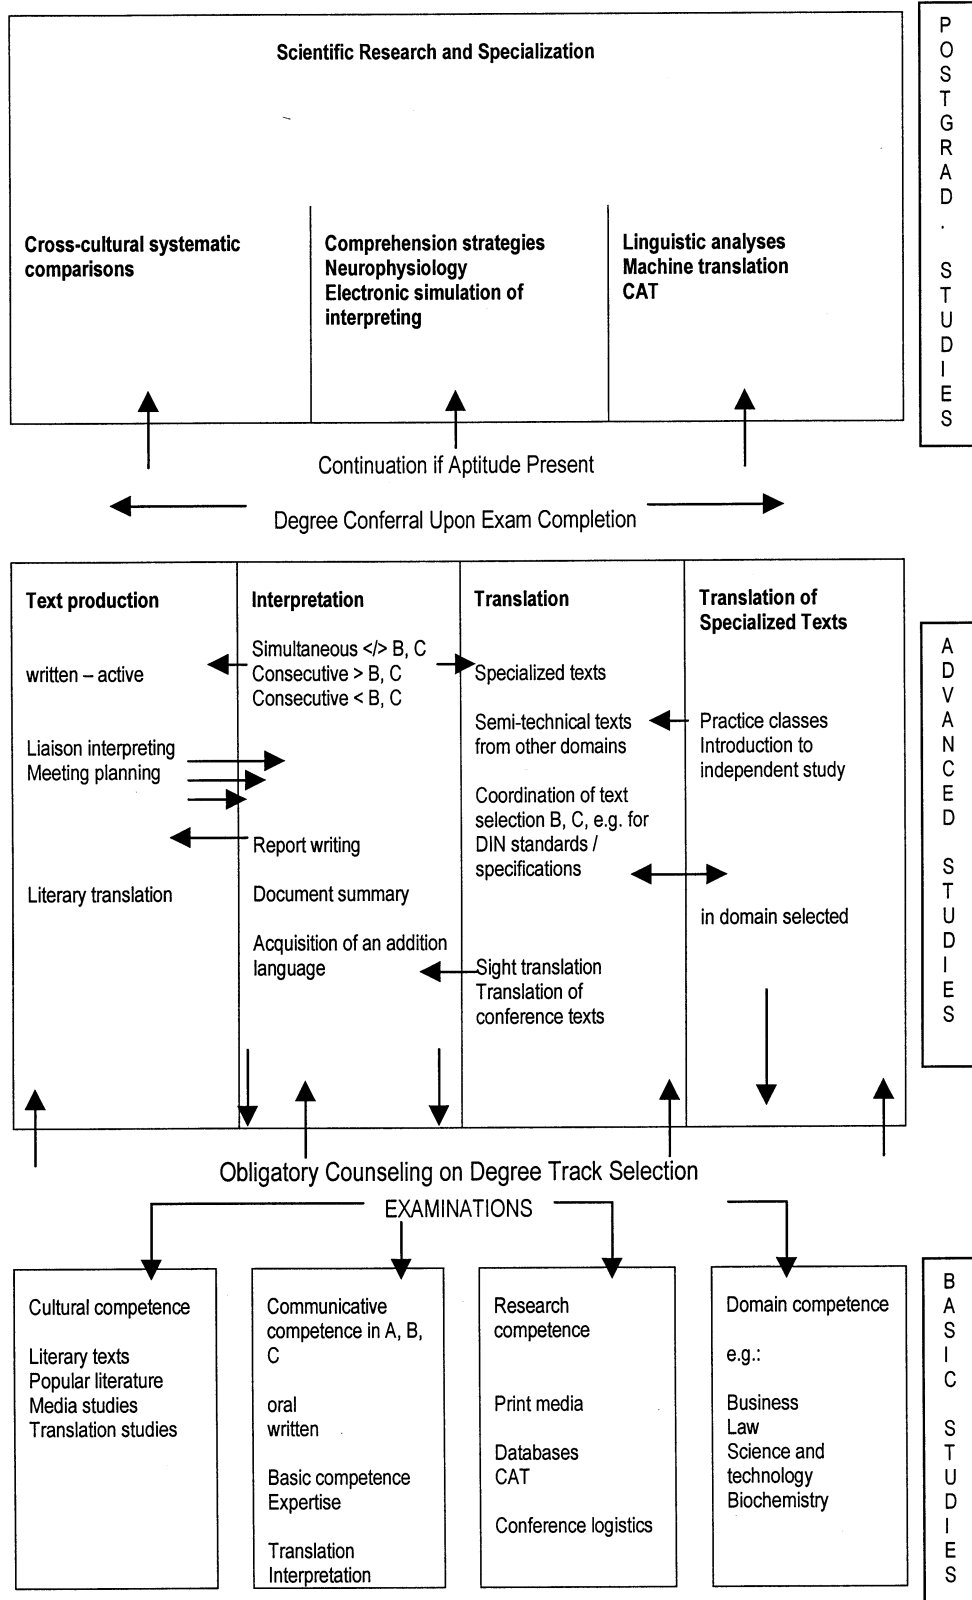 Scientific Research and Specialization
Cross-cultural systematic
comparisons
Comprehension strategies
Neurophysiology
Electronic simulation of
interpreting
Linguistic analyses
Machine translation
CAT
POSTGRAD. STUDIES
Continuation if Aptitude Present
Degree Conferral Upon Exam Completion
Text production
written – active
Liaison interpreting
Meeting planning
Literary translation
Interpretation
Simultaneous </> B, C
Consecutive > B, C
Consecutive < B, C
Report writing
Document summary
Acquisition of an addition
language
Translation
Specialized texts
Semi-technical texts
from other domains
Coordination of text
selection B, C, e.g. for
DIN standards /
specifications
Sight translation
Translation of
conference texts
Translation of
Specialized Texts
Practice classes
Introduction to
independent study
in domain selected
ADVANCED STUDIES
Obligatory Counseling on Degree Track Selection
EXAMINATIONS
Cultural competence
Literary texts
Popular literature
Media studies
Translation studies
Communicative
competence in A, B,
C
oral
written
Basic competence
Expertise
Translation
Interpretation
Research
competence
Print media
Databases
CAT
Conference logistics
Domain competence
e.g.:
Business
Law
Science and
technology
Biochemistry
BASIC STUDIES